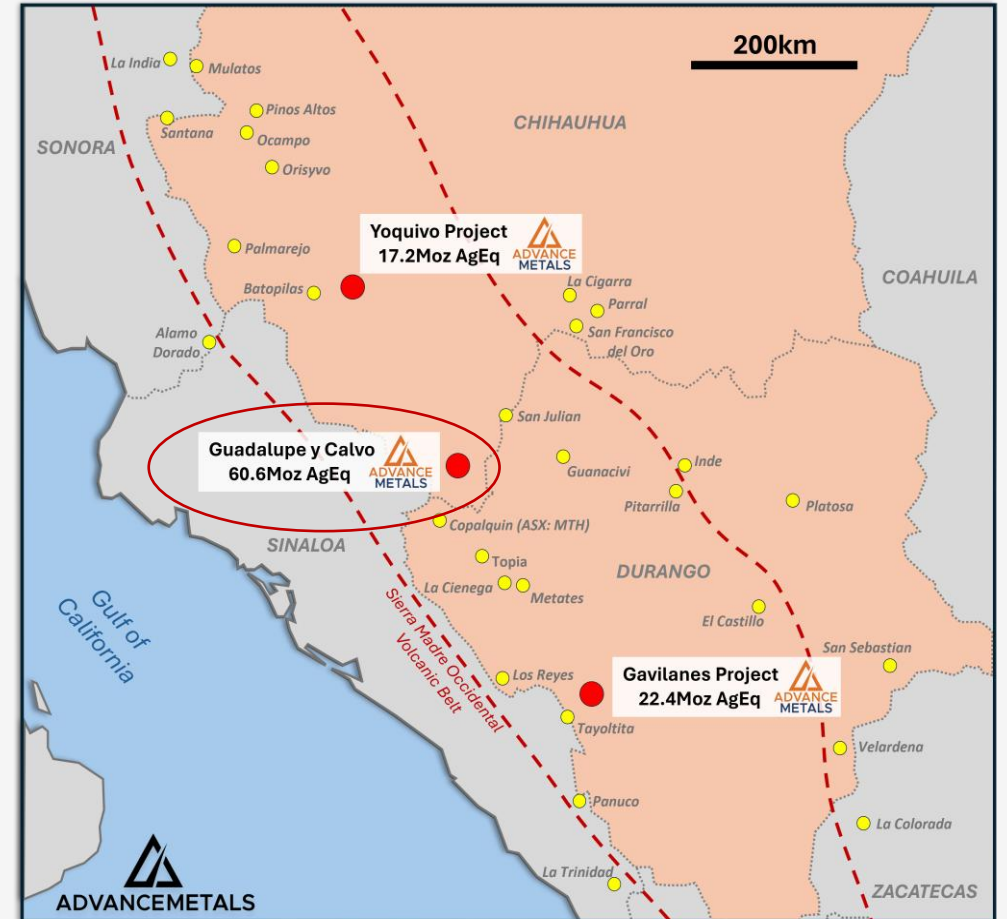 200km
La India
Mulatos
Pinos Altos
Santana
Ocampo
CHIHAUHUA
SONORA
Orisyvo
Yoquivo Project
17.2Moz AgEq
ADVANCE
METALS
Palmarejo
COAHUILA
La Cigarra
Batopilas
Parral
San Francisco
del Oro
Alamo
Dorado
San Julian
Guadalupe y Calvo
60.6Moz AgEq
ADVANCE
METALS
Guanacivi
Inde
Pitarrilla
Platosa
Copalquin (ASX: MTH)
SINALOA
Topia
DURANGO
La Cienega
Metates
Gulf of
California
El Castillo
Sierra Madre Occidental
Volcanic Belt
San Sebastian
Los Reyes
Gavilanes Project
22.4Moz AgEq
ADVANCE
METALS
Tayoltita
Velardena
Panuco
La Colorada
La Trinidad
ADVANCEMETALS
ZACATECAS